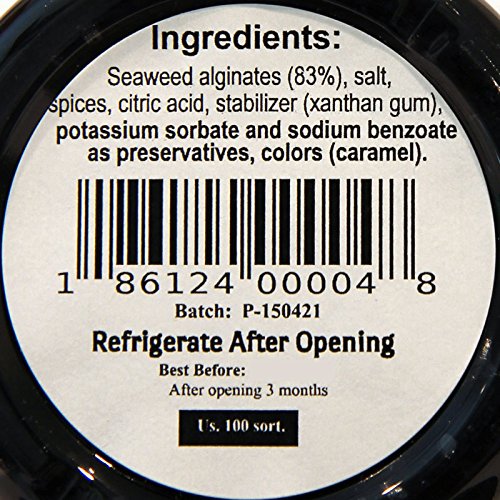 Ingredients:
Seaweed alginates (83%), salt,
spices, citric acid, stabilizer (xanthan gum),
potassium sorbate and sodium benzoate
as preservatives, colors (caramel).
1 86124 00004 8
Batch: P-150421
Refrigerate After Opening
Best Before:
After opening 3 months
Us. 100 sort.